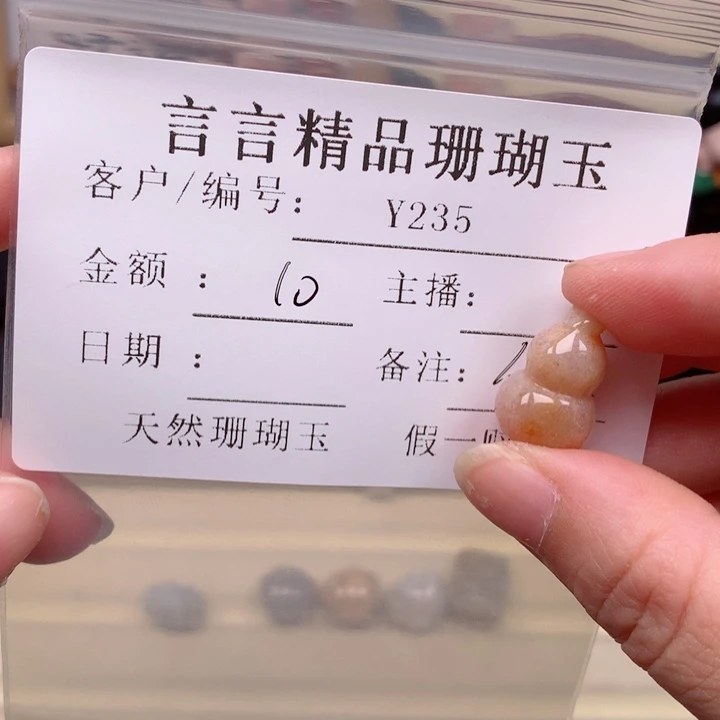 言言精品珊瑚玉
客户/编号： Y235
金额： 10 主播：
日期： 备注：
天然珊瑚玉 假一